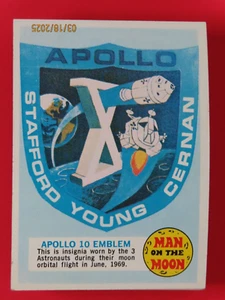 03/18/2025
APOLLO
X
STAFFORD YOUNG CERNAN
APOLLO 10 EMBLEM
This is insignia worn by the 3
Astronauts during their moon
orbital flight in June, 1969.
MAN
ON THE
MOON